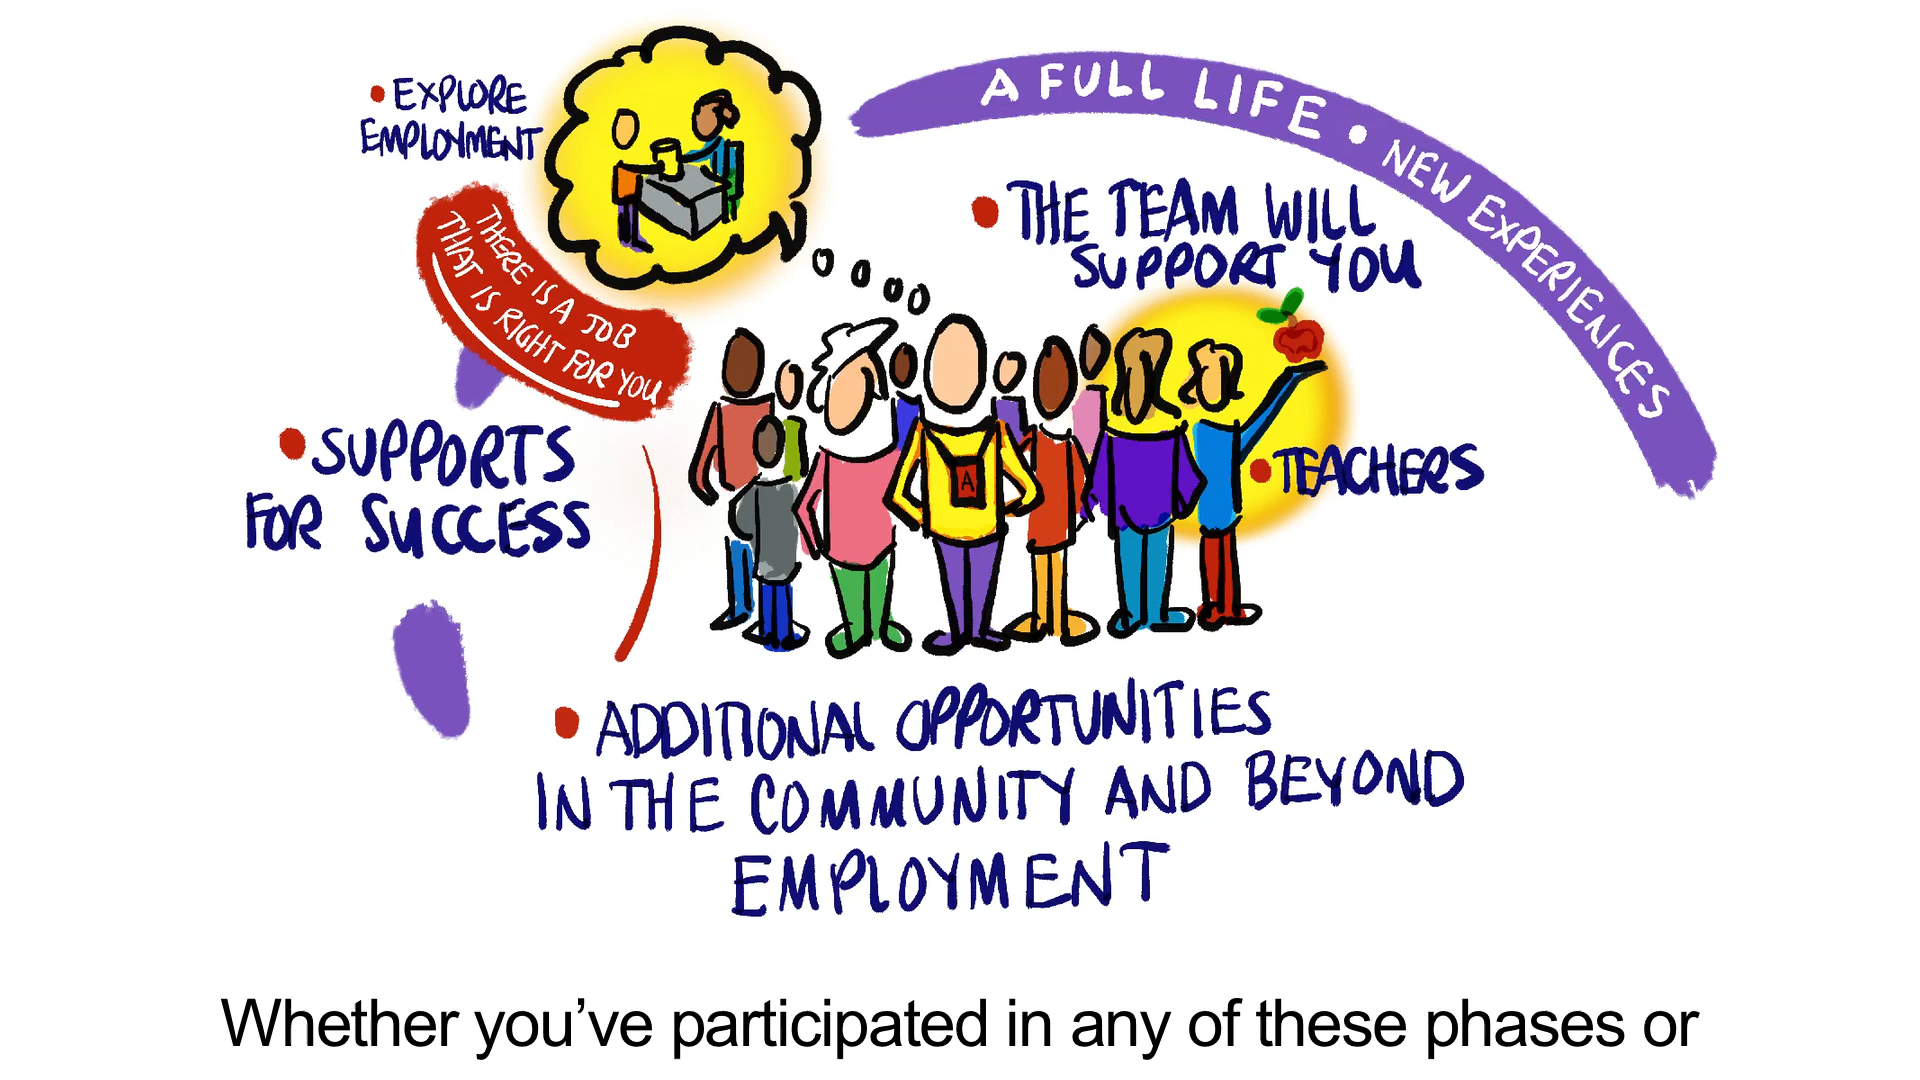 • EXPLORE
EMPLOYMENT
A FULL LIFE • NEW EXPERIENCES
THERE IS A JOB
THAT IS RIGHT FOR YOU
• THE TEAM WILL
SUPPORT YOU
• SUPPORTS
FOR SUCCESS
A
• TEACHERS
• ADDITIONAL OPPORTUNITIES
IN THE COMMUNITY AND BEYOND
EMPLOYMENT
Whether you’ve participated in any of these phases or